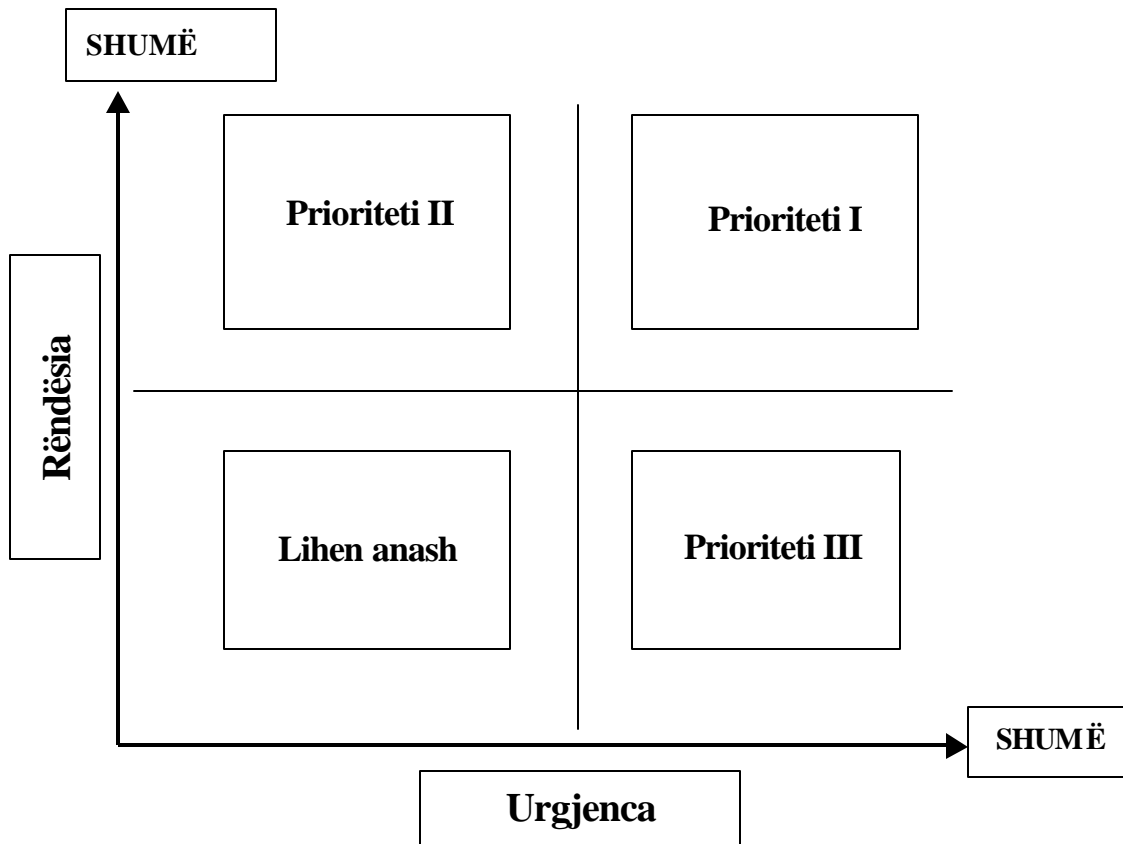 SHUMË
Prioriteti II
Prioriteti I
Rëndësia
Lihen anash
Prioriteti III
SHUMË
Urgjenca